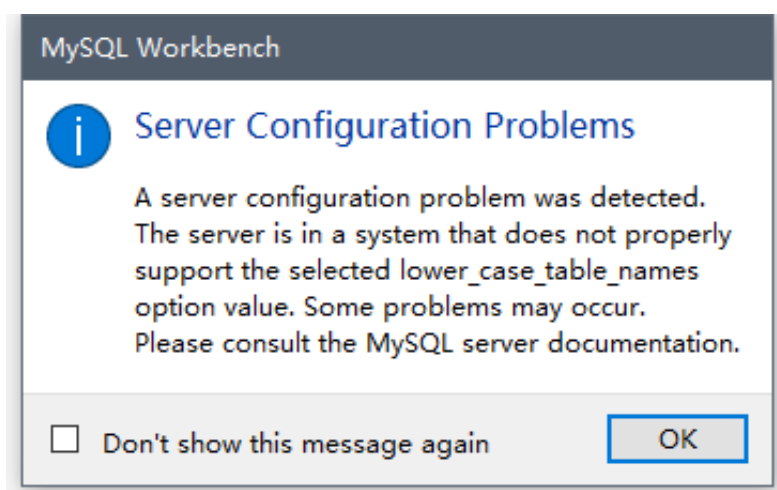 MySQL Workbench
i
Server Configuration Problems
A server configuration problem was detected.
The server is in a system that does not properly
support the selected lower_case_table_names
option value. Some problems may occur.
Please consult the MySQL server documentation.
Don't show this message again
OK